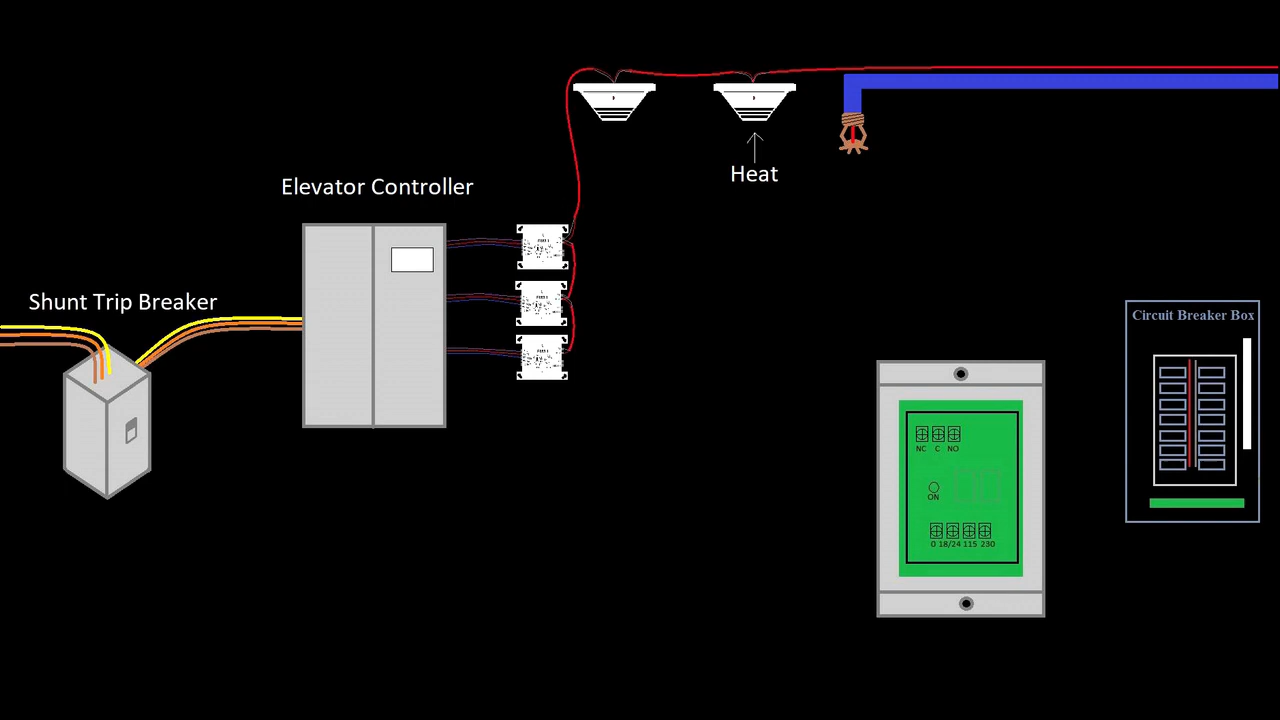 Elevator Controller
Heat
Shunt Trip Breaker
Circuit Breaker Box
NC C NO
ON
0 18/24 115 230